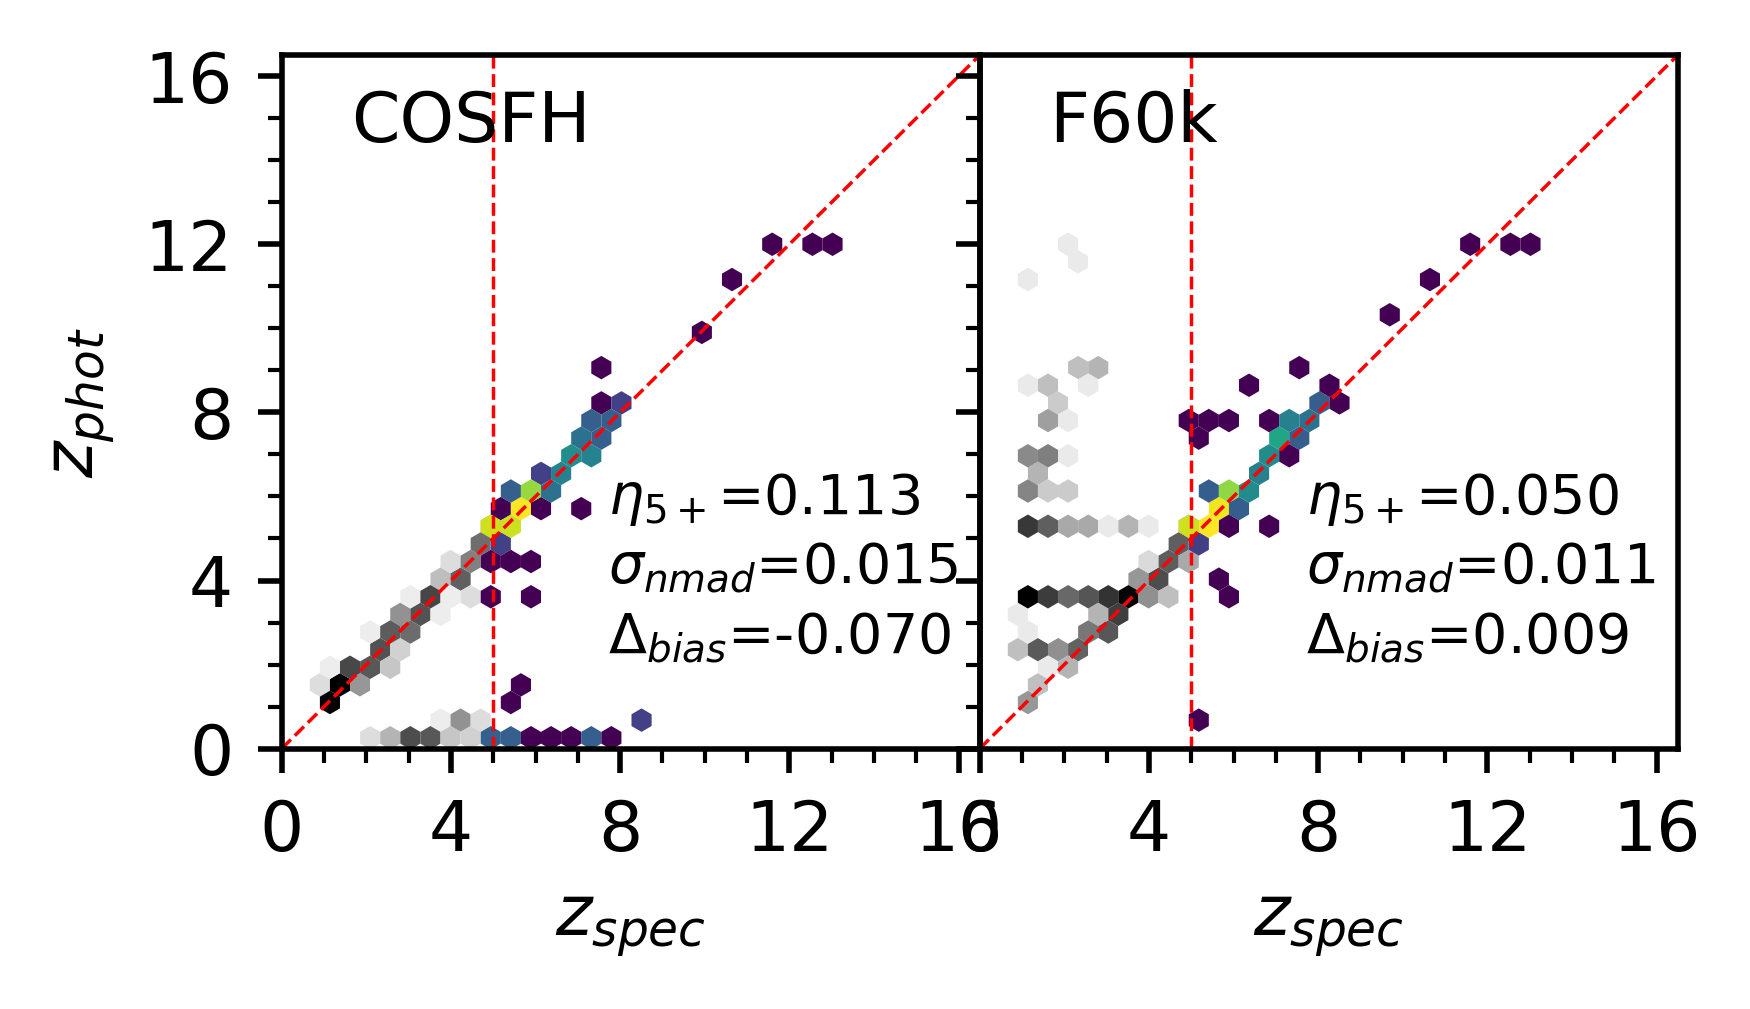 COSFH
F60k
16
12
8
4
0
z_phot
η_5+ =0.113
σ_nmad=0.015
Δ_bias=-0.070
η_5+ =0.050
σ_nmad=0.011
Δ_bias=0.009
0 4 8 12 16
0 4 8 12 16
z_spec
z_spec